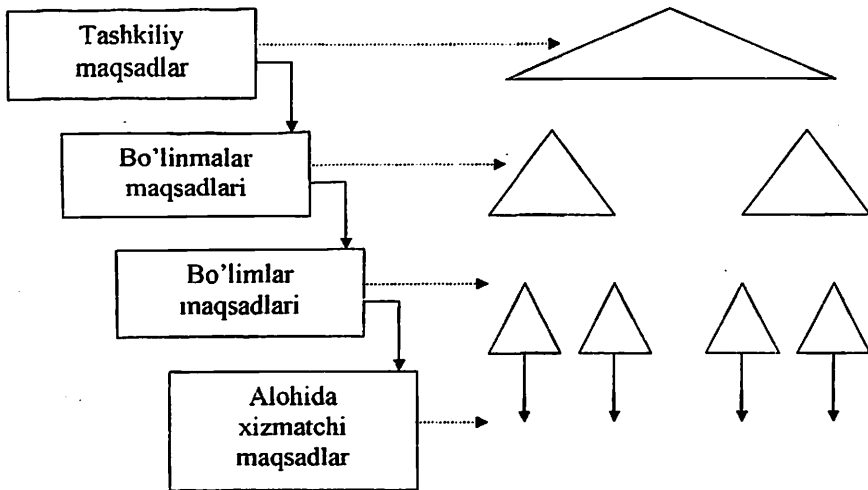 Tashkiliy
maqsadlar
Bo'linmalar
maqsadlari
Bo'limlar
maqsadlari
Alohida
xizmatchi
maqsadlar